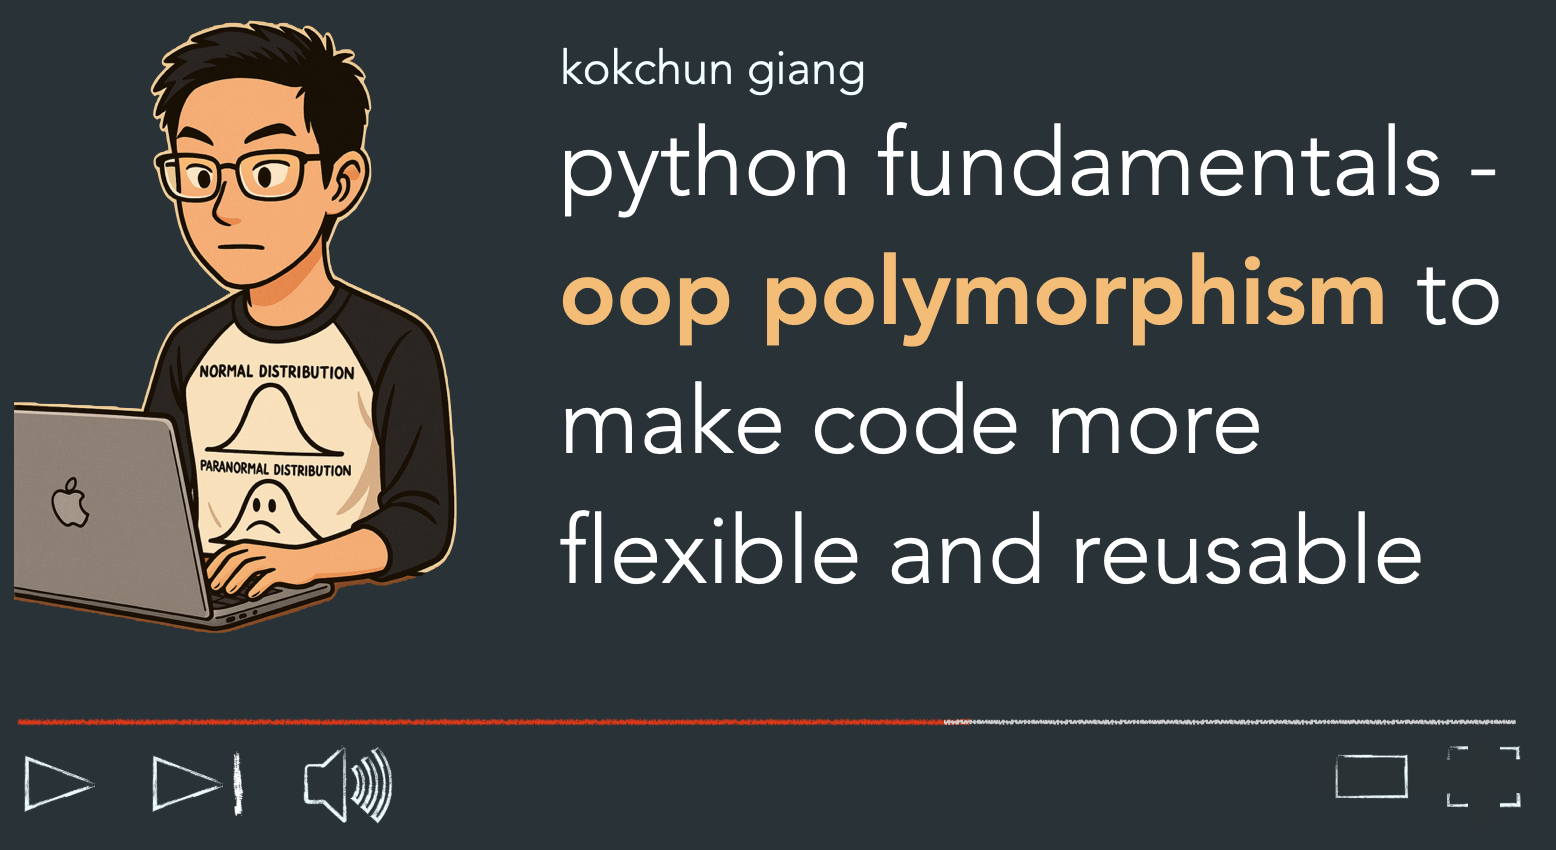 kokchun giang
python fundamentals -
oop polymorphism to
make code more
flexible and reusable
NORMAL DISTRIBUTION
PARANORMAL DISTRIBUTION